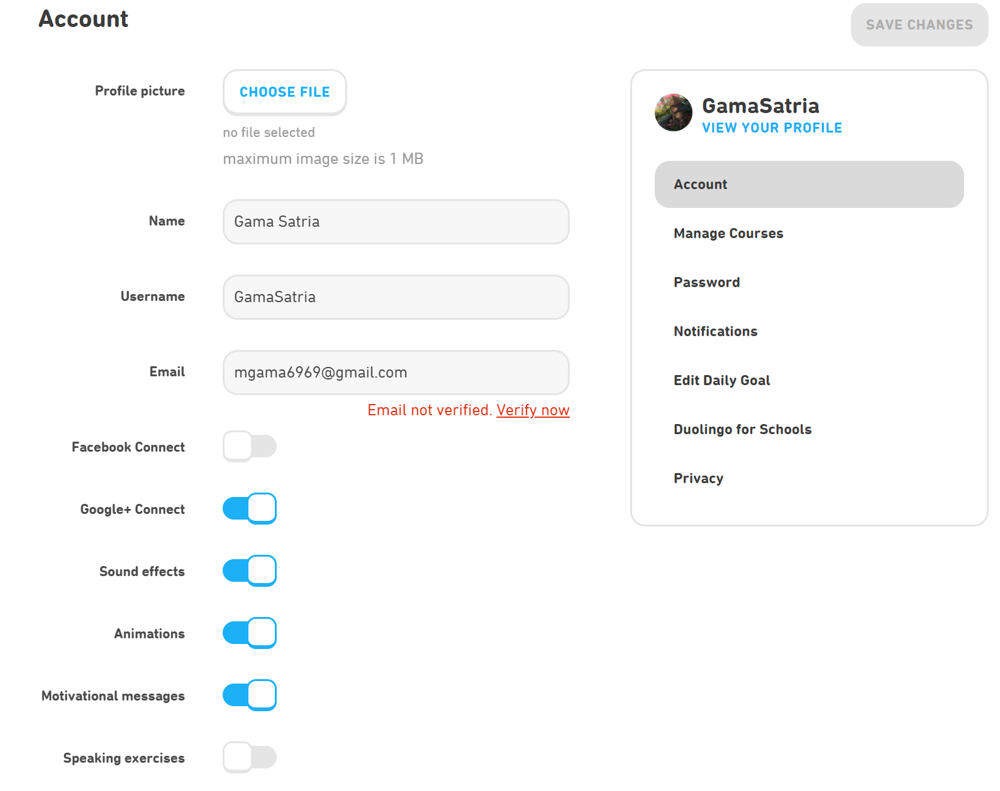 Account
SAVE CHANGES
Profile picture
CHOOSE FILE
no file selected
maximum image size is 1 MB
Name
Gama Satria
Username
GamaSatria
Email
mgama6969@gmail.com
Email not verified. Verify now
Facebook Connect
Google+ Connect
Sound effects
Animations
Motivational messages
Speaking exercises
GamaSatria
VIEW YOUR PROFILE
Account
Manage Courses
Password
Notifications
Edit Daily Goal
Duolingo for Schools
Privacy